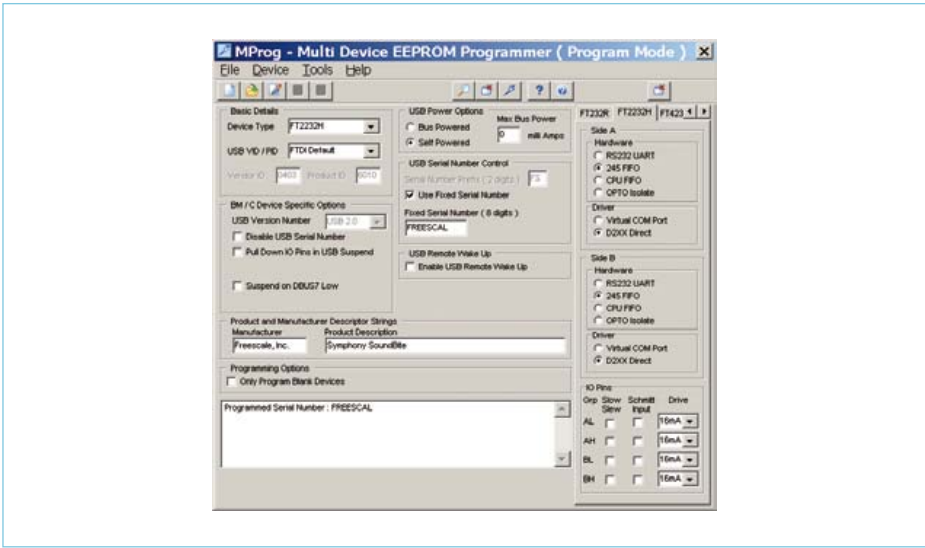 MProg - Multi Device EEPROM Programmer ( Program Mode )
File Device Tools Help
Basic Details
Device Type FT2232H
USB VID / PID FTDI Default
Vendor ID 0403 Product ID 6010
BM / C Device Specific Options
USB Version Number USB 2.0
Disable USB Serial Number
Pull Down IO Pins in USB Suspend
Suspend on DBUS7 Low
USB Power Options
Bus Powered
Self Powered
Max Bus Power
0 milli Amps
USB Serial Number Control
Serial Number Prefix ( 2 digits ) FS
Use Fixed Serial Number
Fixed Serial Number ( 8 digits )
FREESCAL
USB Remote Wake Up
Enable USB Remote Wake Up
Product and Manufacturer Descriptor Strings
Manufacturer Product Description
Freescale, Inc. Symphony SoundBite
Programming Options
Only Program Blank Devices
Programmed Serial Number : FREESCAL
FT232R FT2232H FT423
Side A
Hardware
RS232 UART
245 FIFO
CPU FIFO
OPTO Isolate
Driver
Virtual COM Port
D2XX Direct
Side B
Hardware
RS232 UART
245 FIFO
CPU FIFO
OPTO Isolate
Driver
Virtual COM Port
D2XX Direct
IO Pins
Grp Slow Slew Schmitt Input Drive
AL 16mA
AH 16mA
BL 16mA
BH 16mA